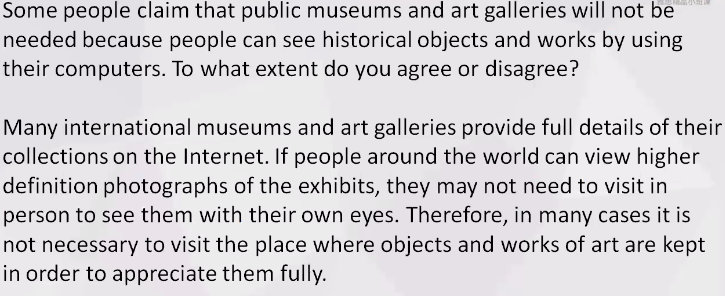 Some people claim that public museums and art galleries will not be
needed because people can see historical objects and works by using
their computers. To what extent do you agree or disagree?
Many international museums and art galleries provide full details of their
collections on the Internet. If people around the world can view higher
definition photographs of the exhibits, they may not need to visit in
person to see them with their own eyes. Therefore, in many cases it is
not necessary to visit the place where objects and works of art are kept
in order to appreciate them fully.